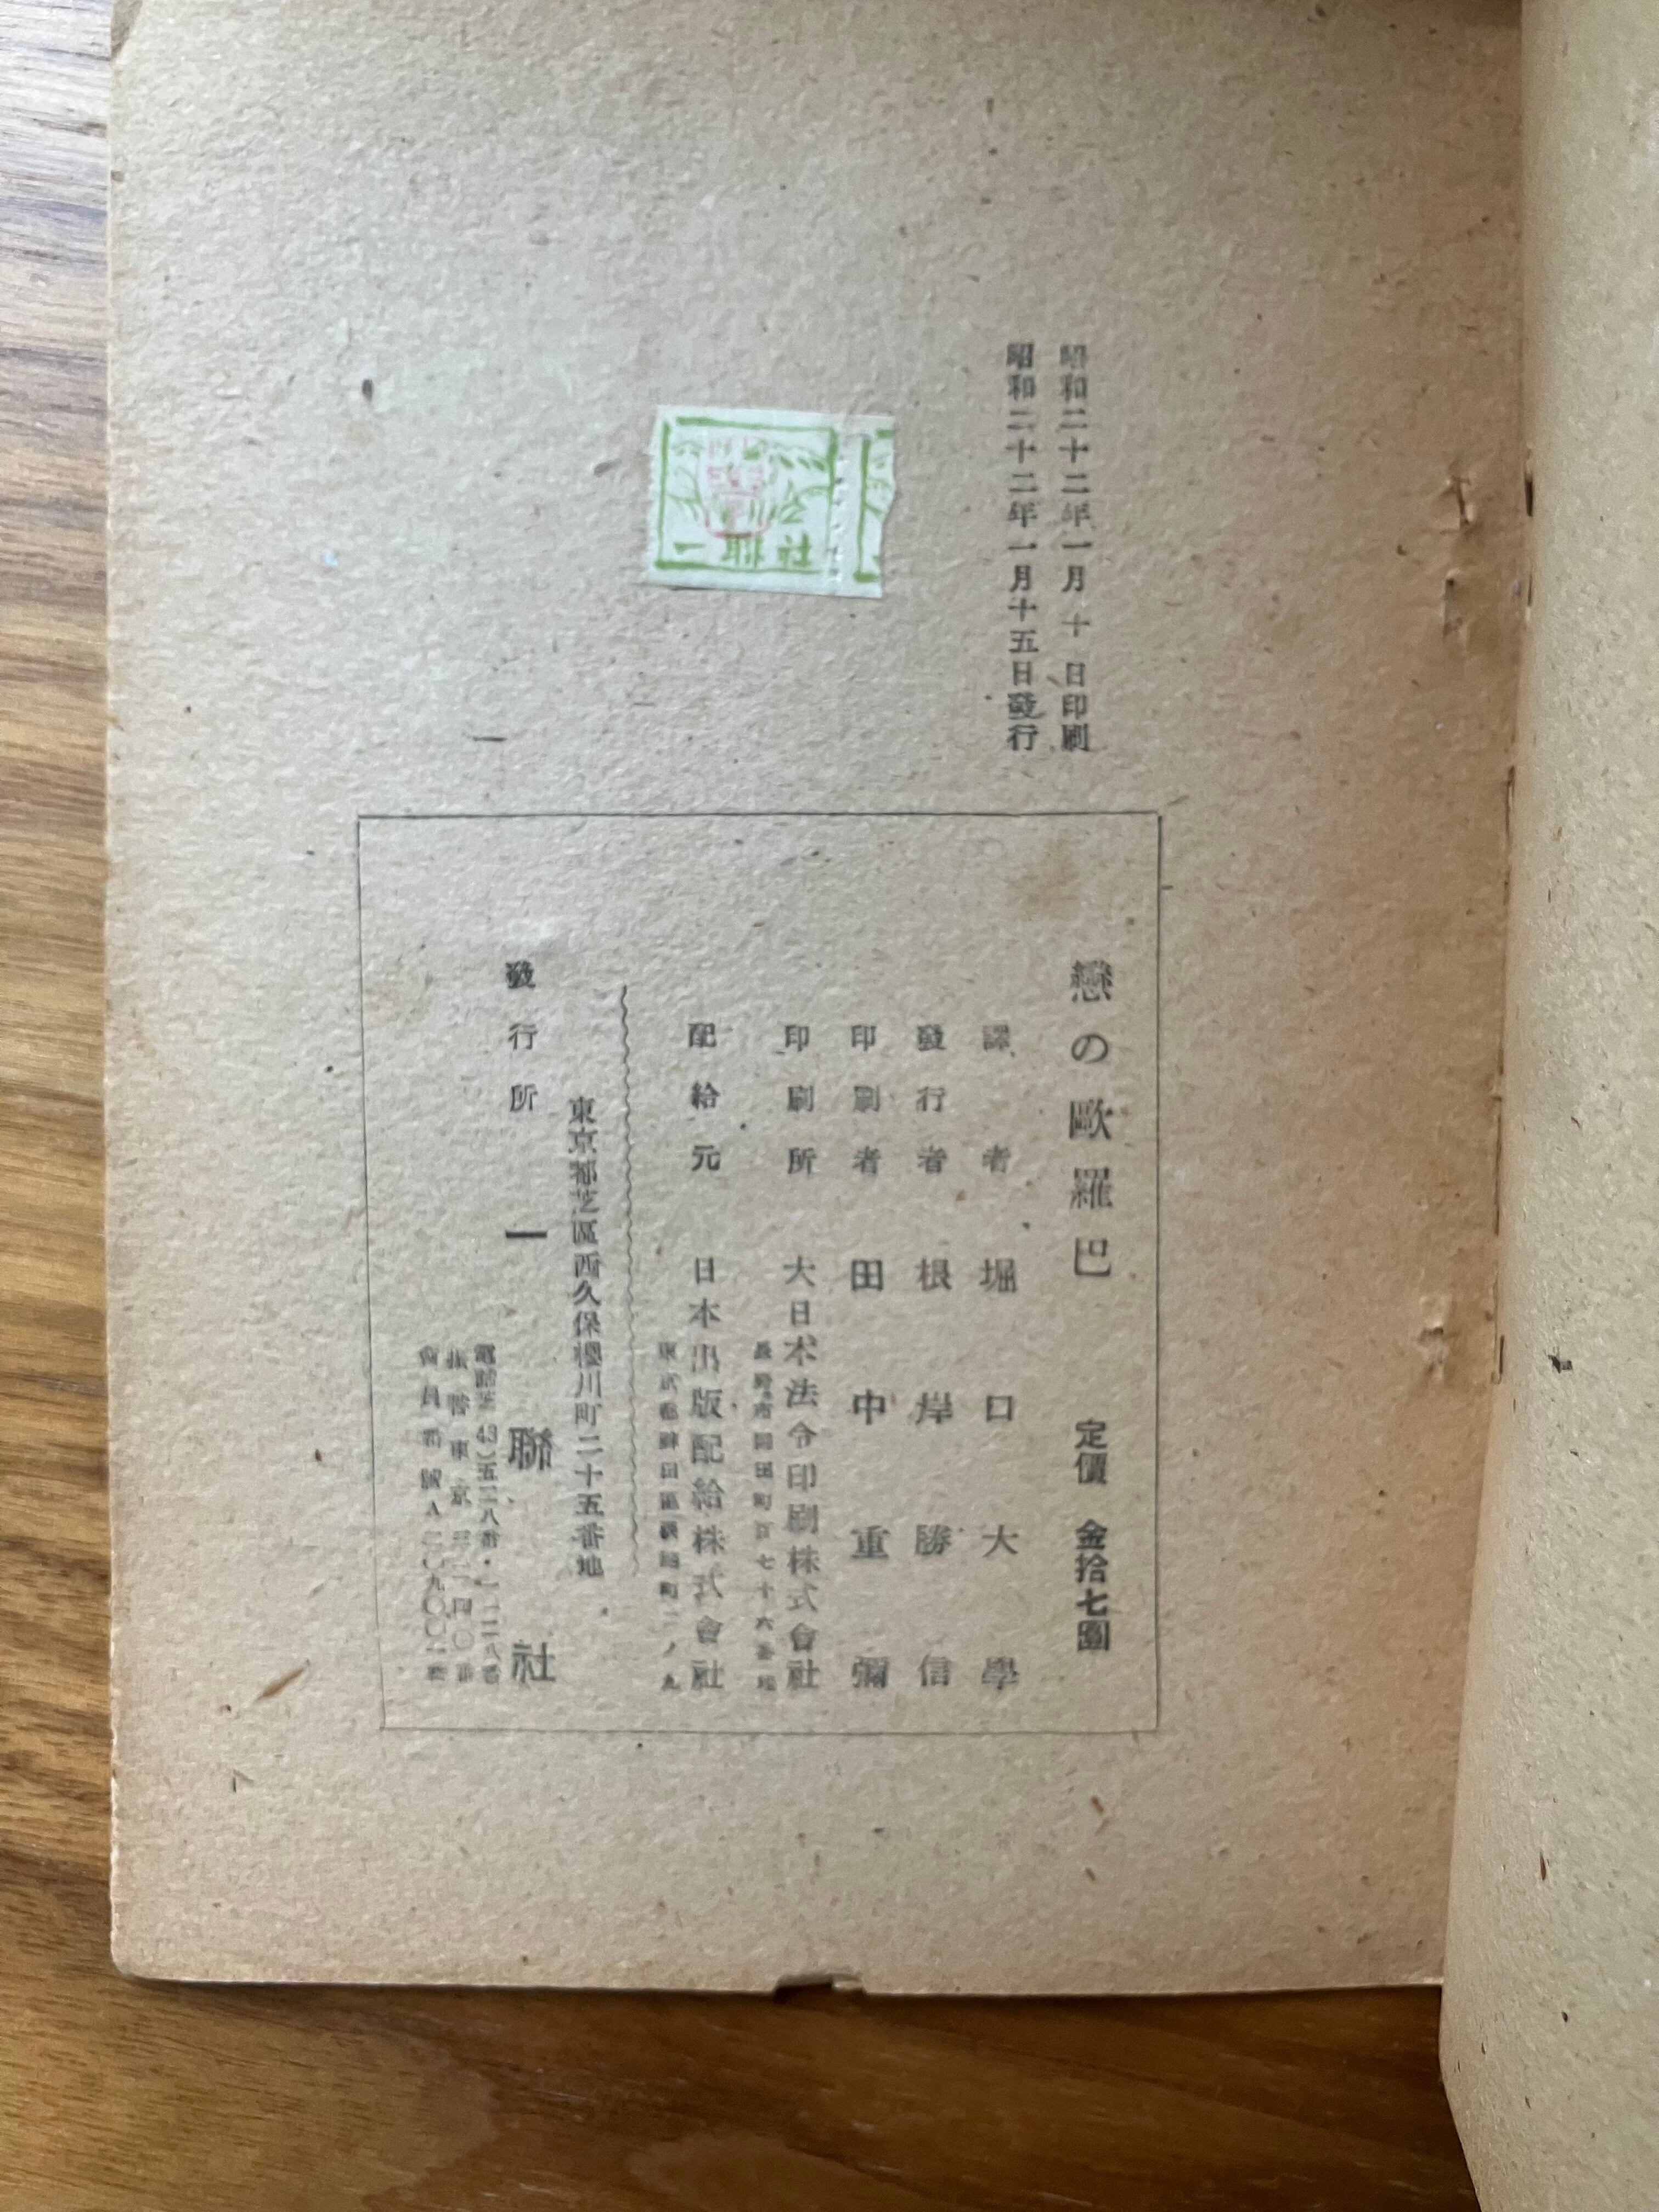 昭和二十二年一月十日印刷
昭和二十二年一月十五日發行
一聯社
戀の歐羅巴 定價 金拾七圓
譯者 堀口大學
發行者 根岸勝信
印刷者 田中重彌
印刷所 大日本法令印刷株式會社
配給元 日本出版配給株式會社
東京都芝區西久保櫻川町二十五番地
發行所 一聯社